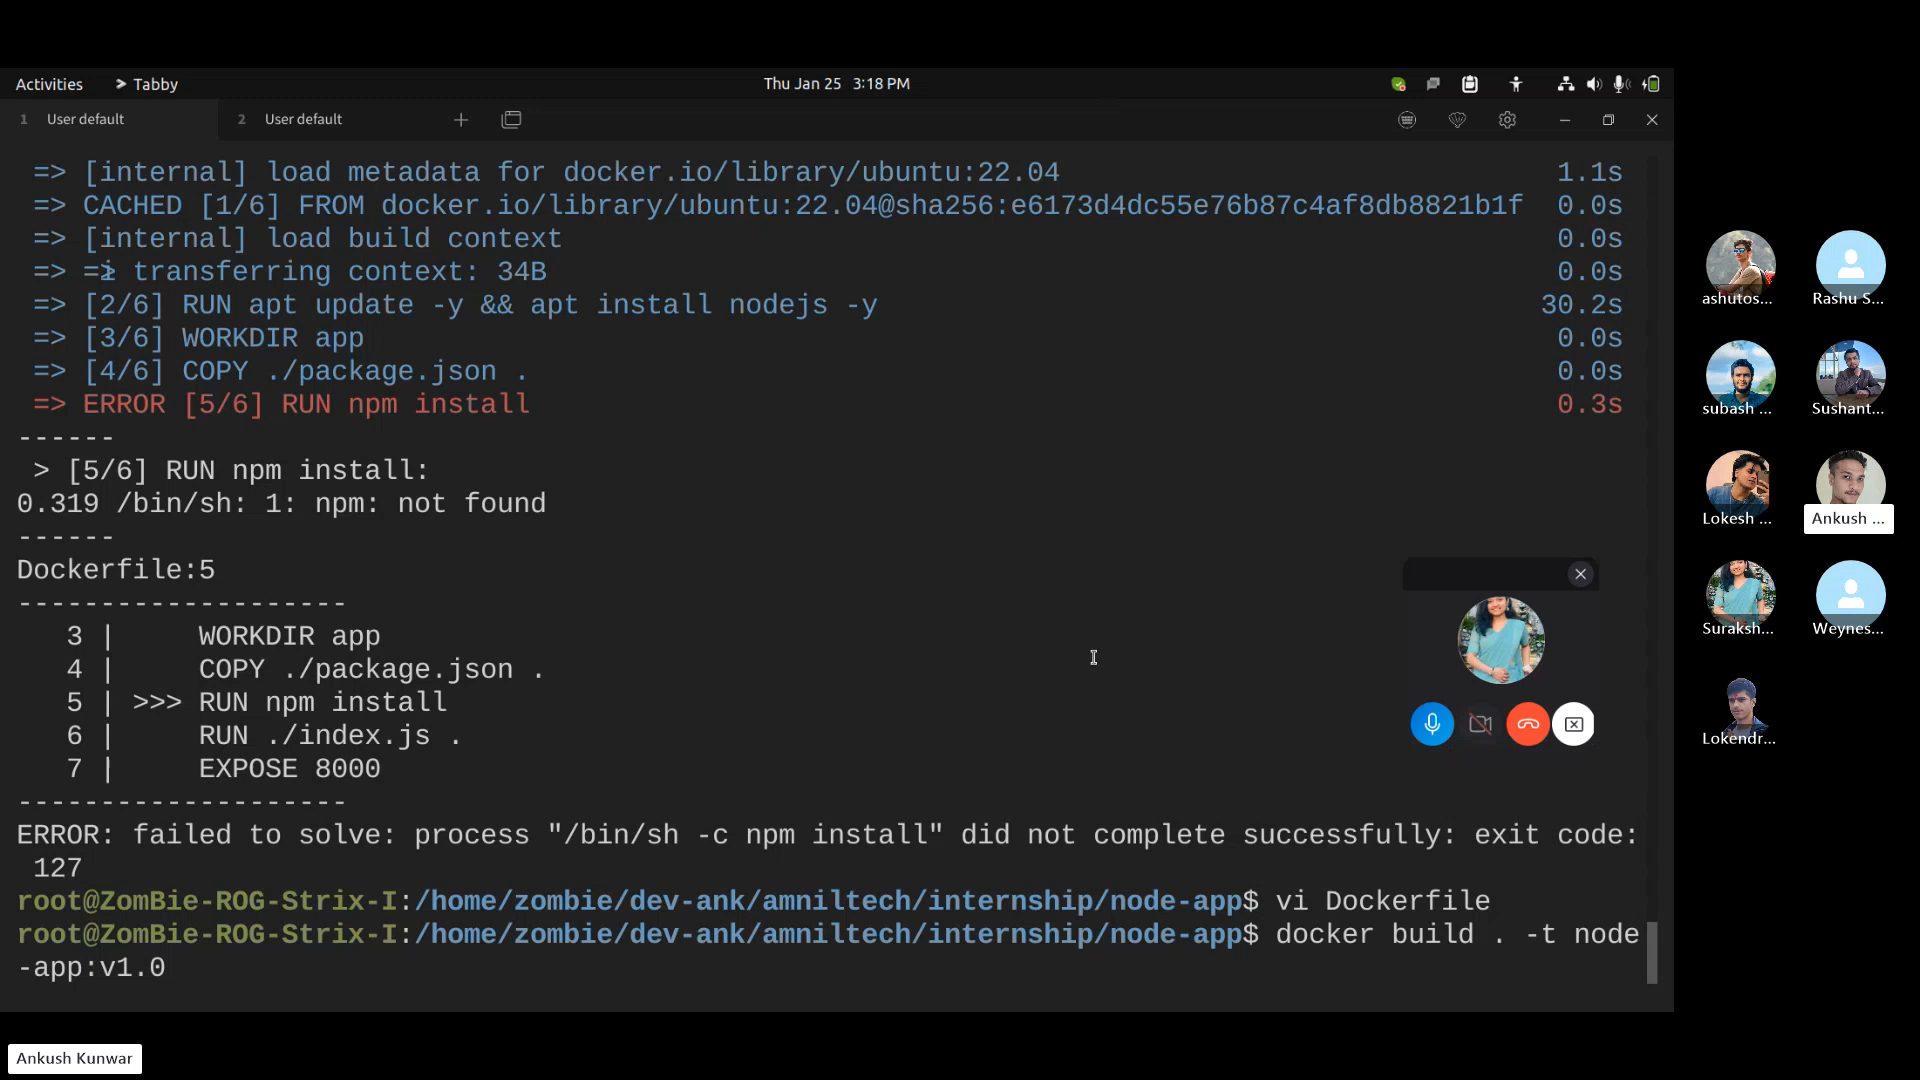 Activities
Tabby
Thu Jan 25 3:18 PM
1 User default
2 User default
=> [internal] load metadata for docker.io/library/ubuntu:22.04 1.1s
=> CACHED [1/6] FROM docker.io/library/ubuntu:22.04@sha256:e6173d4dc55e76b87c4af8db8821b1f 0.0s
=> [internal] load build context 0.0s
=> => transferring context: 34B 0.0s
=> [2/6] RUN apt update -y && apt install nodejs -y 30.2s
=> [3/6] WORKDIR app 0.0s
=> [4/6] COPY ./package.json . 0.0s
=> ERROR [5/6] RUN npm install 0.3s
------
> [5/6] RUN npm install:
0.319 /bin/sh: 1: npm: not found
------
Dockerfile:5
--------------------
3 | WORKDIR app
4 | COPY ./package.json .
5 | >>> RUN npm install
6 | RUN ./index.js .
7 | EXPOSE 8000
--------------------
ERROR: failed to solve: process "/bin/sh -c npm install" did not complete successfully: exit code:
127
root@ZomBie-ROG-Strix-I:/home/zombie/dev-ank/amniltech/internship/node-app$ vi Dockerfile
root@ZomBie-ROG-Strix-I:/home/zombie/dev-ank/amniltech/internship/node-app$ docker build . -t node
-app:v1.0
ashutos...
Rashu S...
subash ...
Sushant...
Lokesh ...
Ankush ...
Suraksh...
Weynes...
Lokendr...
Ankush Kunwar